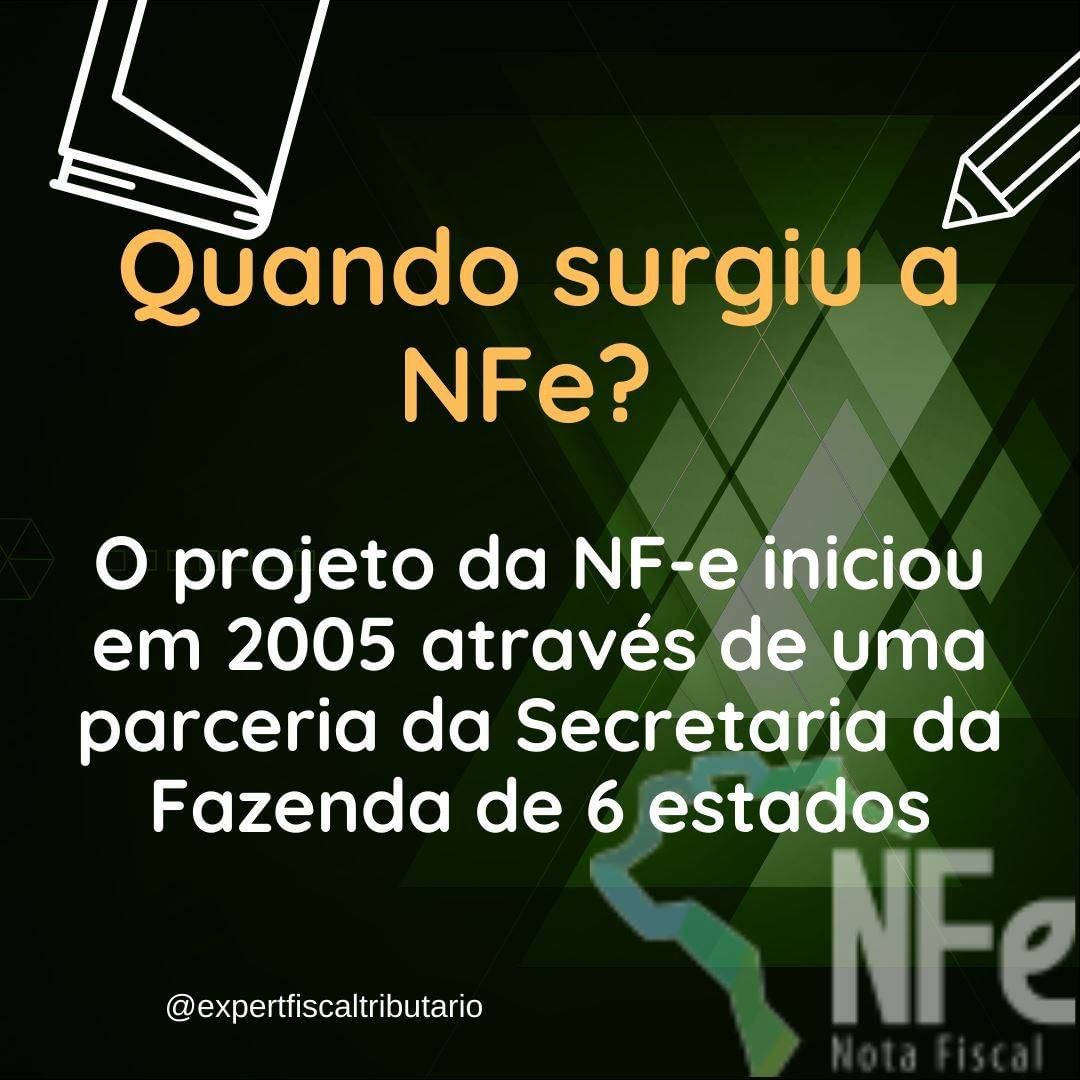 Quando surgiu a
NFe?
O projeto da NF-e iniciou
em 2005 através de uma
parceria da Secretaria da
Fazenda de 6 estados
NFe
Nota Fiscal
@expertfiscaltributario